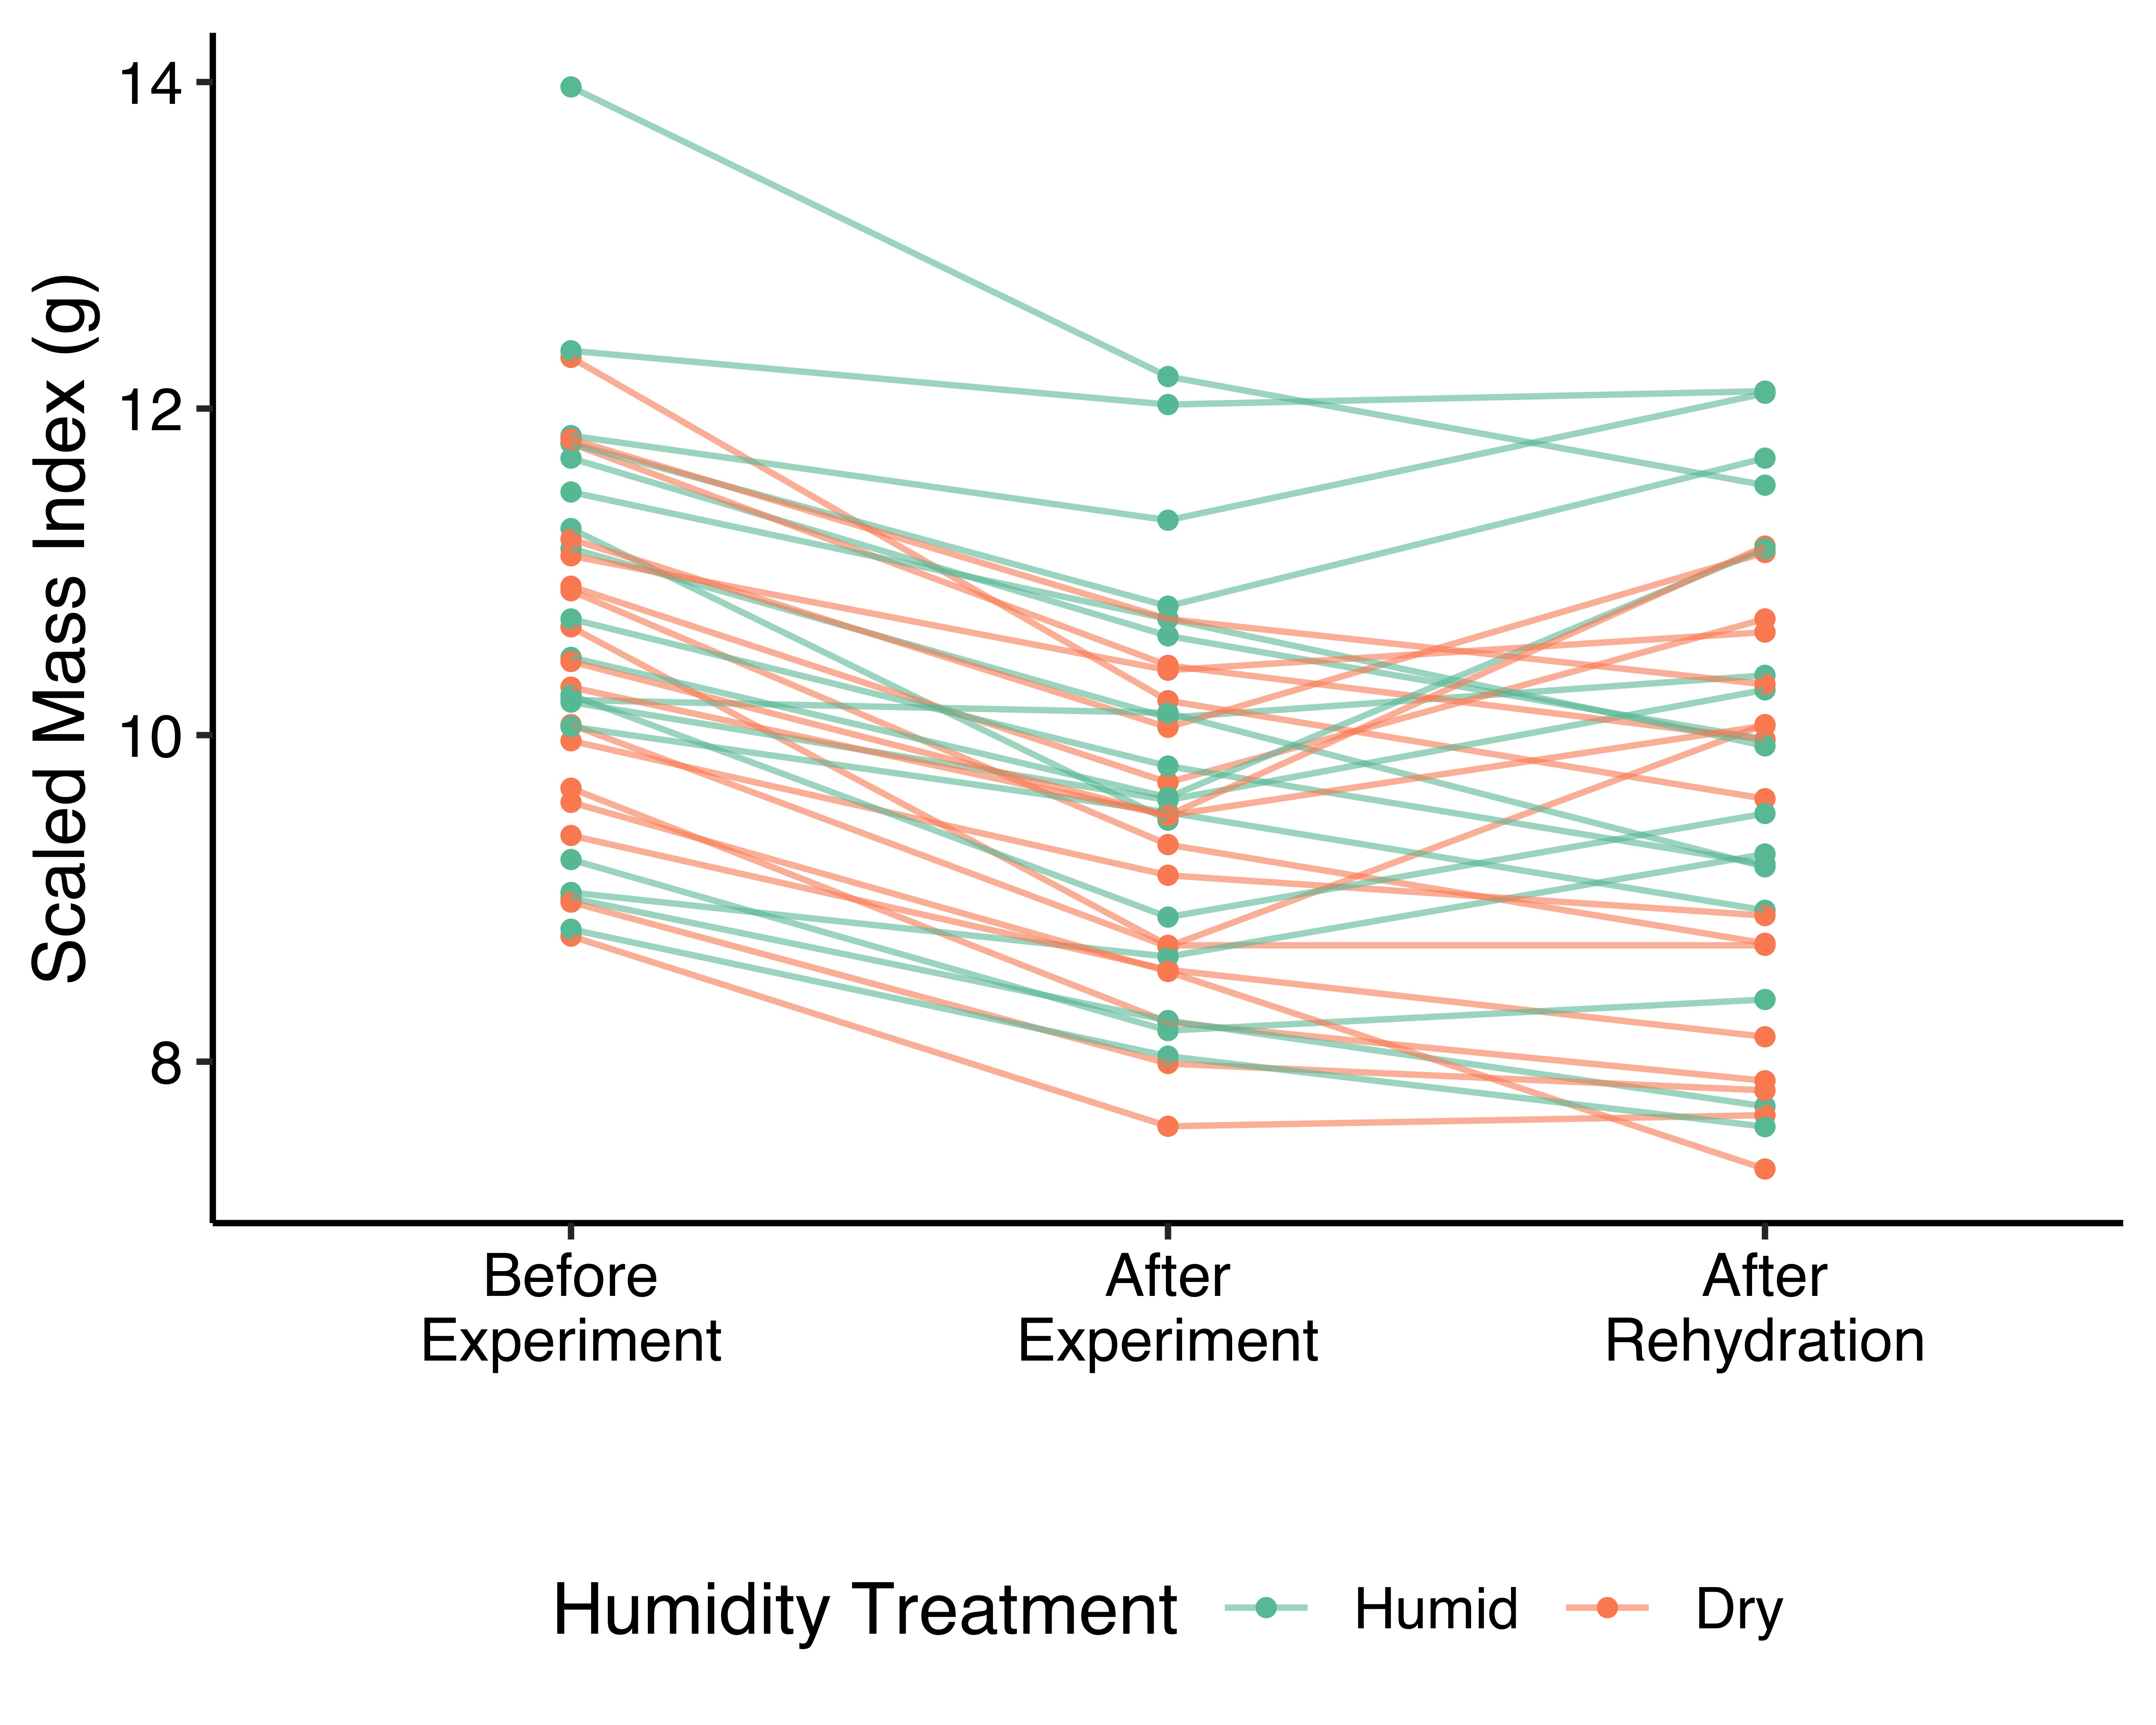 Scaled Mass Index (g)
14
12
10
8
Before
Experiment
After
Experiment
After
Rehydration
Humidity Treatment
Humid
Dry